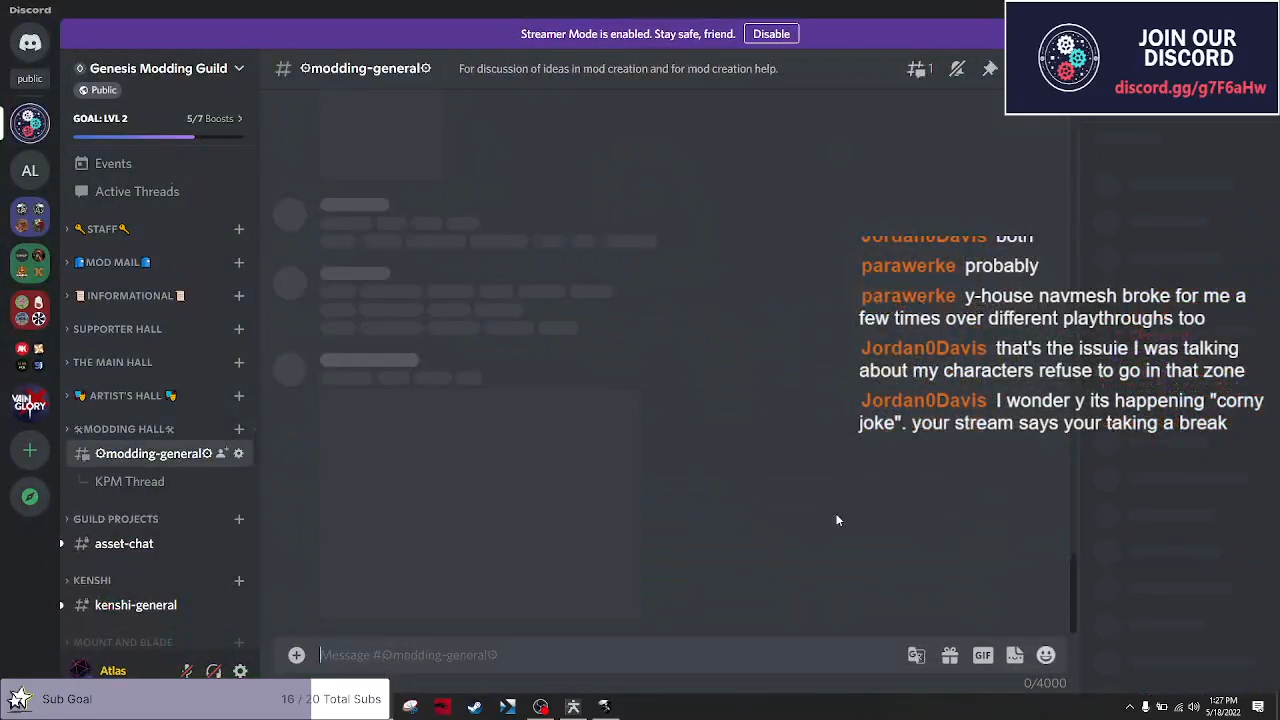 Discord
Streamer Mode is enabled. Stay safe, friend.
Disable
JOIN OUR
DISCORD
discord.gg/g7F6aHw
public
Genesis Modding Guild
Public
modding-general
For discussion of ideas in mod creation and for mod creation help.
1
GOAL: LVL 2
5/7 Boosts
Events
Active Threads
AL
STAFF
MOD MAIL
INFORMATIONAL
SUPPORTER HALL
THE MAIN HALL
ARTIST'S HALL
MODDING HALL
modding-general
KPM Thread
GUILD PROJECTS
asset-chat
KENSHI
kenshi-general
MOUNT AND BLADE
Atlas
Jordan0Davis both
parawerke probably
parawerke y-house navmesh broke for me a
few times over different playthroughs too
Jordan0Davis that's the issuie I was talking
about my characters refuse to go in that zone
Jordan0Davis I wonder y its happening "corny
joke". your stream says your taking a break
Message #modding-general
GIF
0/4000
Sub Goal
16 / 20 Total Subs
1:27 PM
5/18/2022